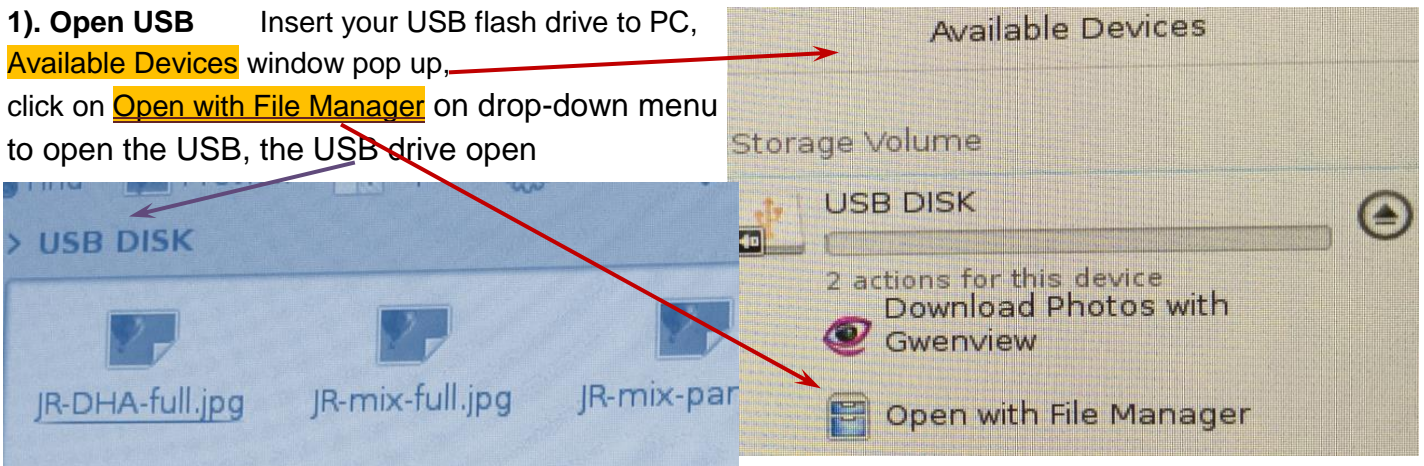 1). Open USB Insert your USB flash drive to PC,
Available Devices window pop up,
click on Open with File Manager on drop-down menu
to open the USB, the USB drive open
> USB DISK
JR-DHA-full.jpg
JR-mix-full.jpg
JR-mix-par
Available Devices
Storage Volume
USB DISK
2 actions for this device
Download Photos with
Gwenview
Open with File Manager